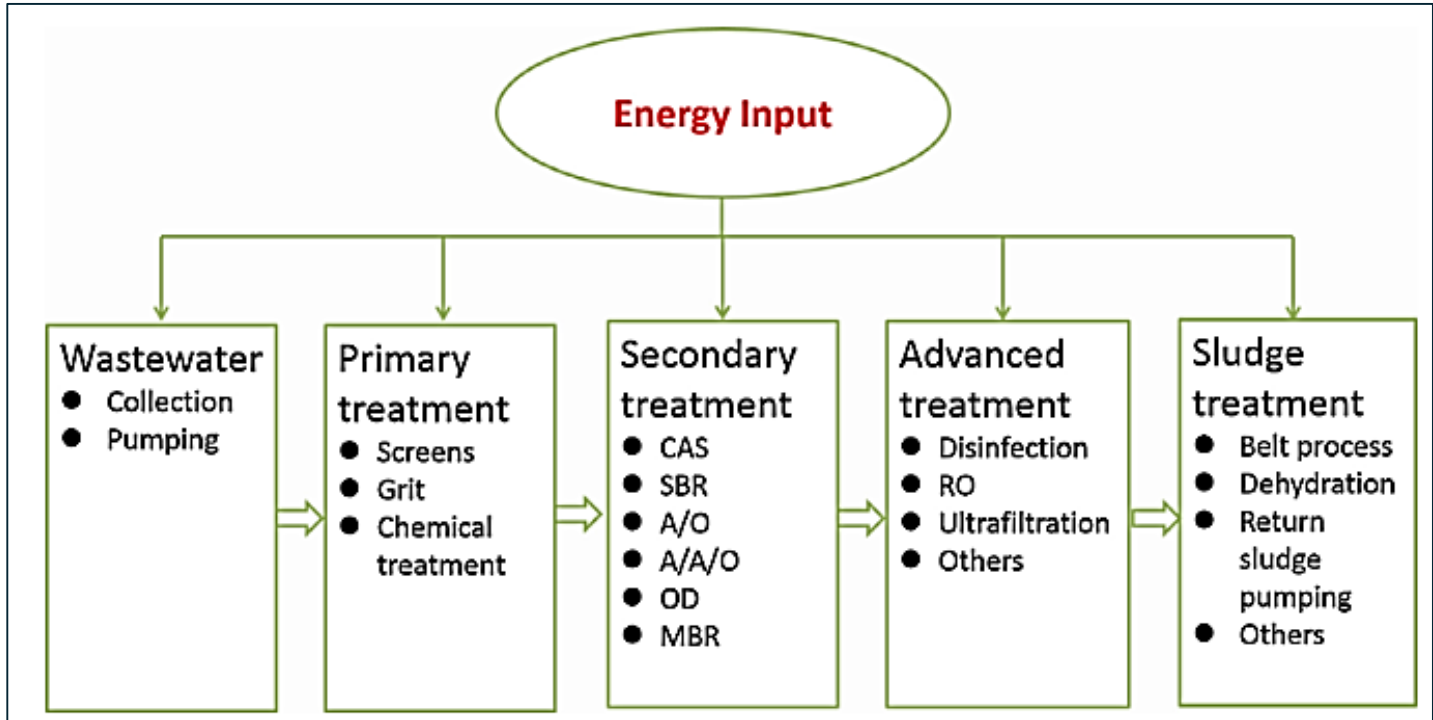 Energy Input
Wastewater
● Collection
● Pumping
Primary
treatment
● Screens
● Grit
● Chemical
treatment
Secondary
treatment
● CAS
● SBR
● A/O
● A/A/O
● OD
● MBR
Advanced
treatment
● Disinfection
● RO
● Ultrafiltration
● Others
Sludge
treatment
● Belt process
● Dehydration
● Return
sludge
pumping
● Others